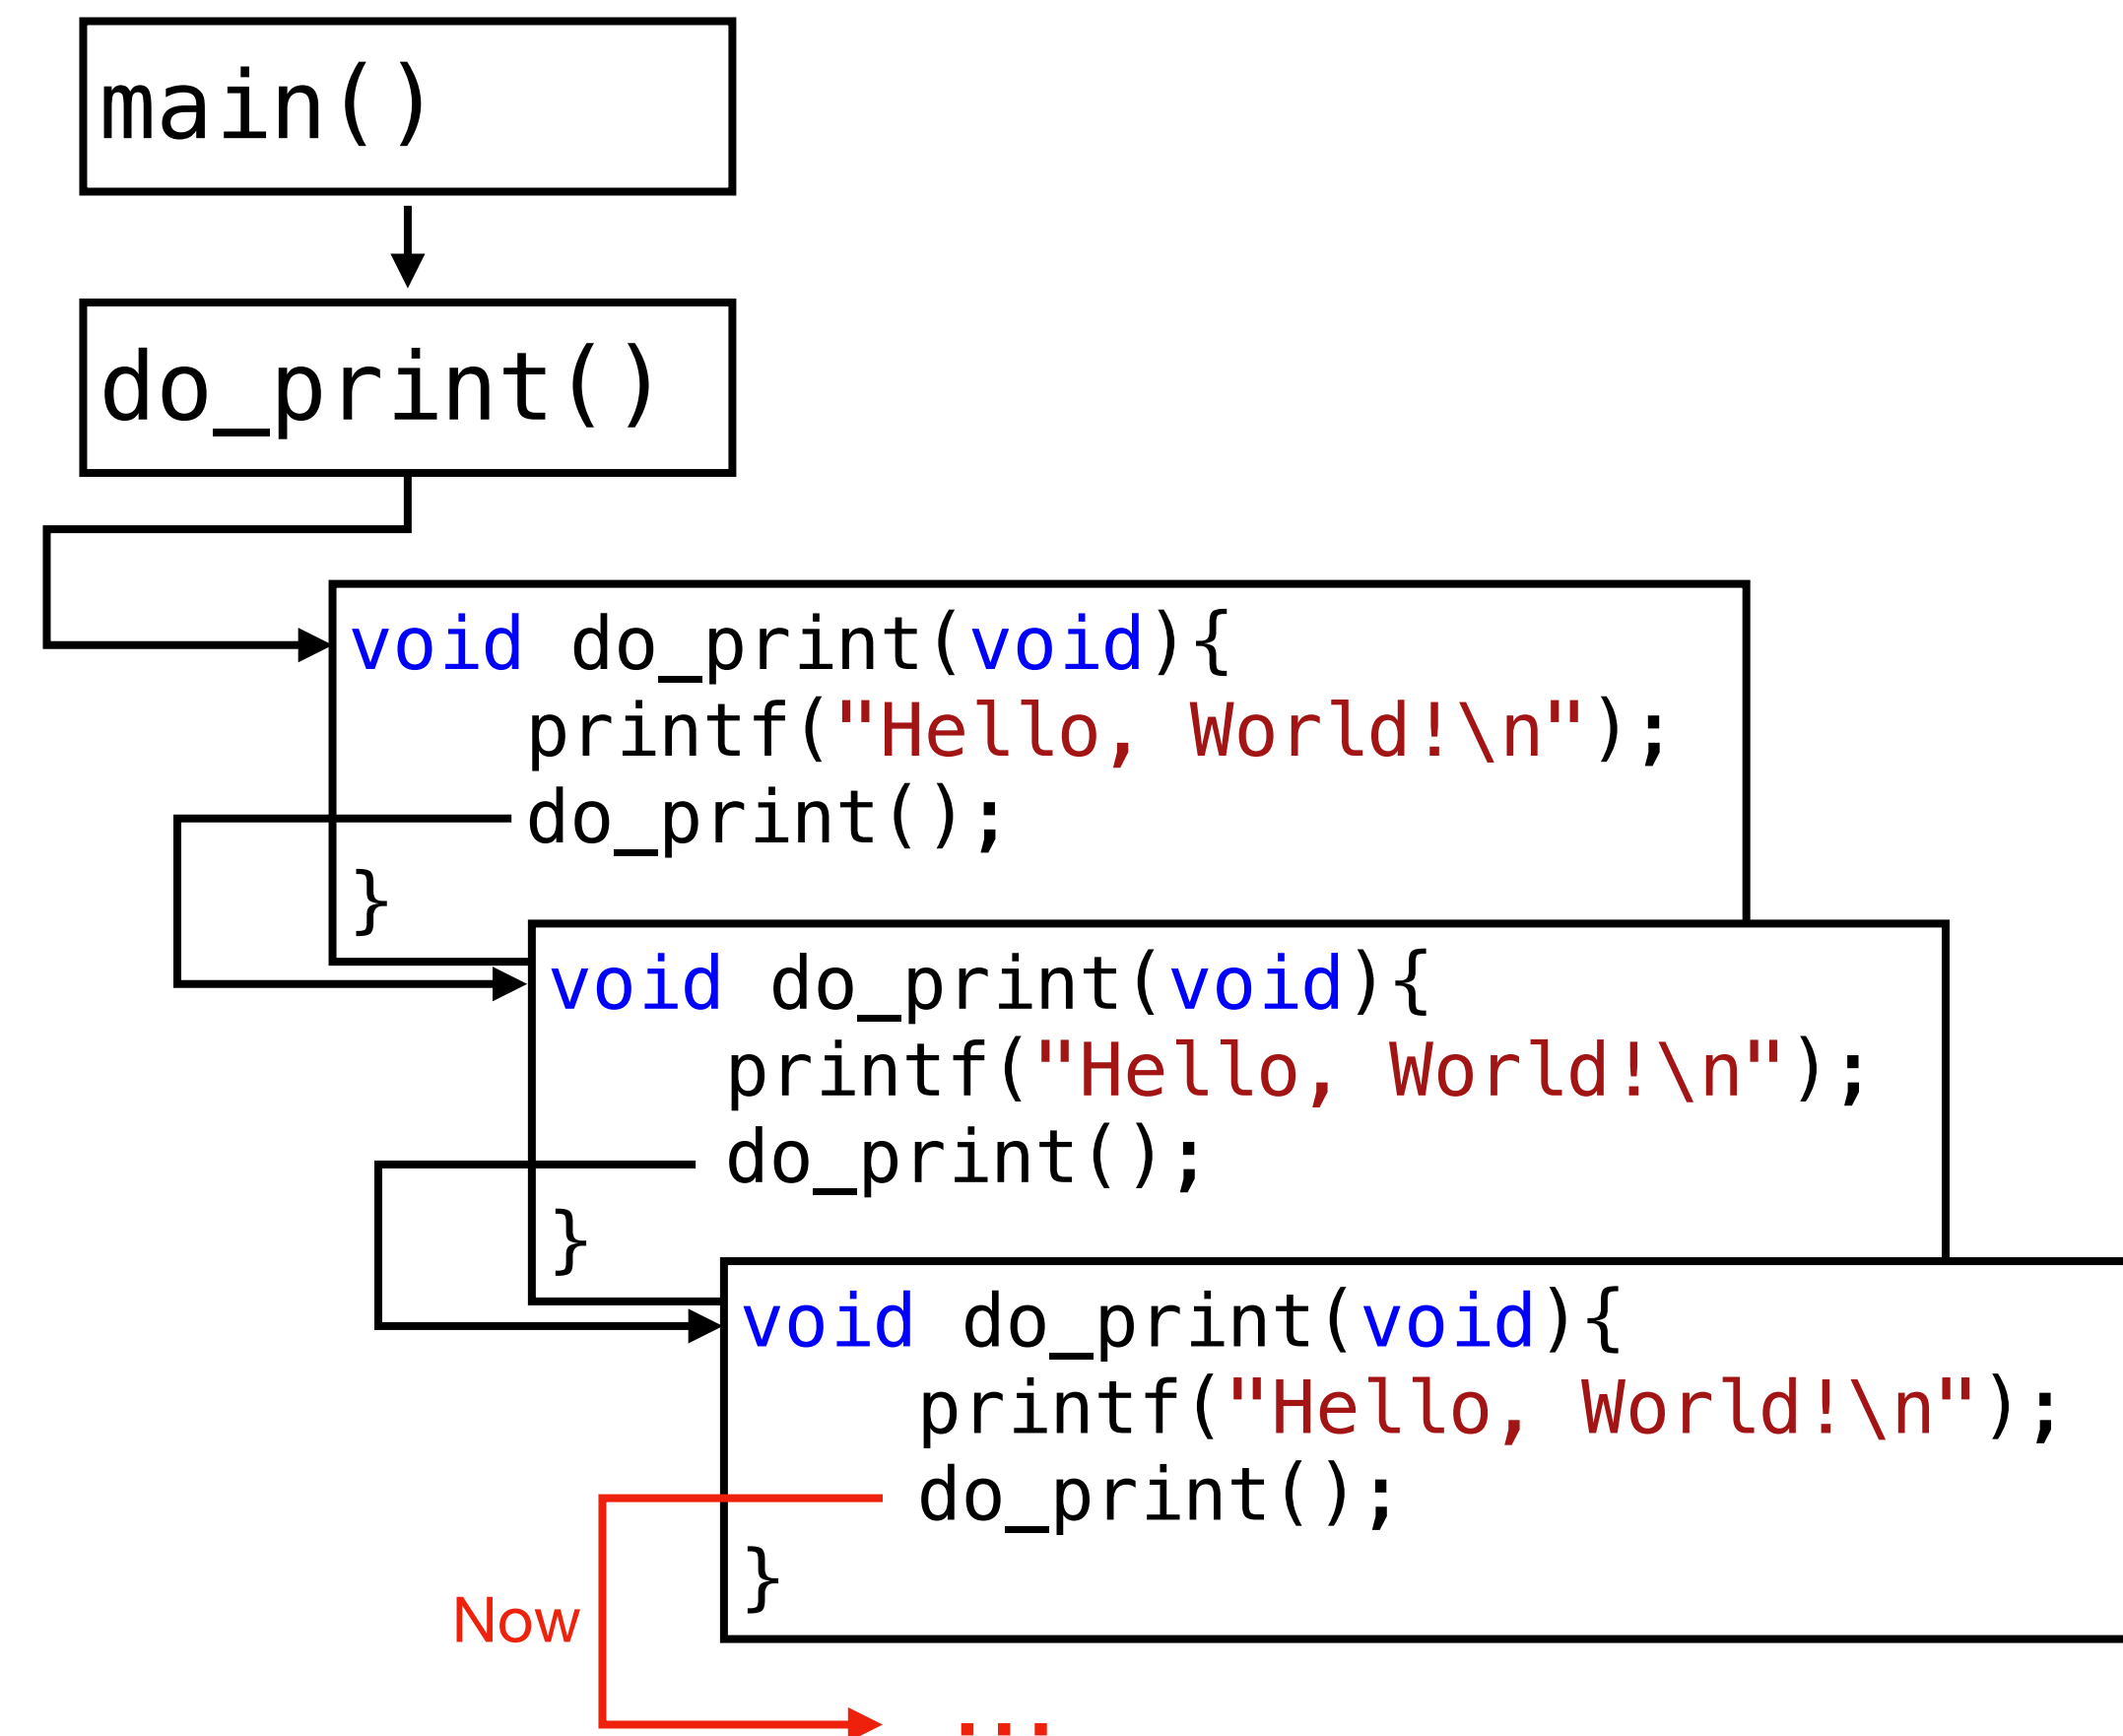 main()
do_print()
void do_print(void){
    printf("Hello, World!\n");
    do_print();
}
void do_print(void){
    printf("Hello, World!\n");
    do_print();
}
void do_print(void){
    printf("Hello, World!\n");
    do_print();
}
Now
...